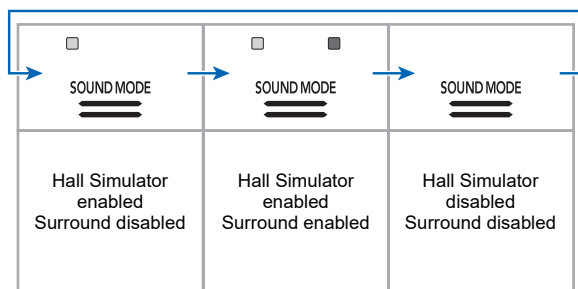 SOUND MODE
SOUND MODE
SOUND MODE
Hall Simulator
enabled
Surround disabled
Hall Simulator
enabled
Surround enabled
Hall Simulator
disabled
Surround disabled